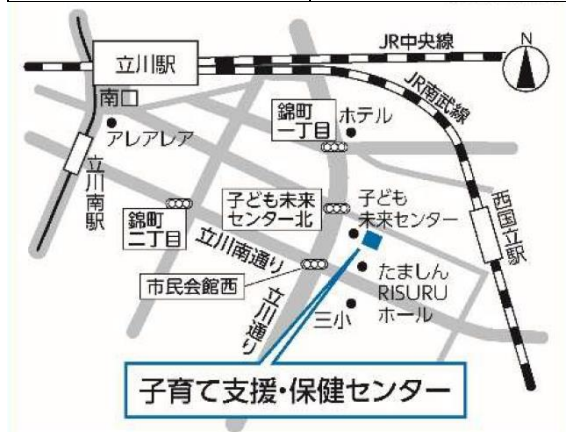 JR中央線
N
立川駅
JR南武線
南口
アレアレア
錦町
一丁目
ホテル
立川南駅
西国立駅
子ども未来
センター北
子ども
未来センター
錦町
二丁目
立川南通り
市民会館西
たましん
RISURU
ホール
立川通り
三小
子育て支援・保健センター